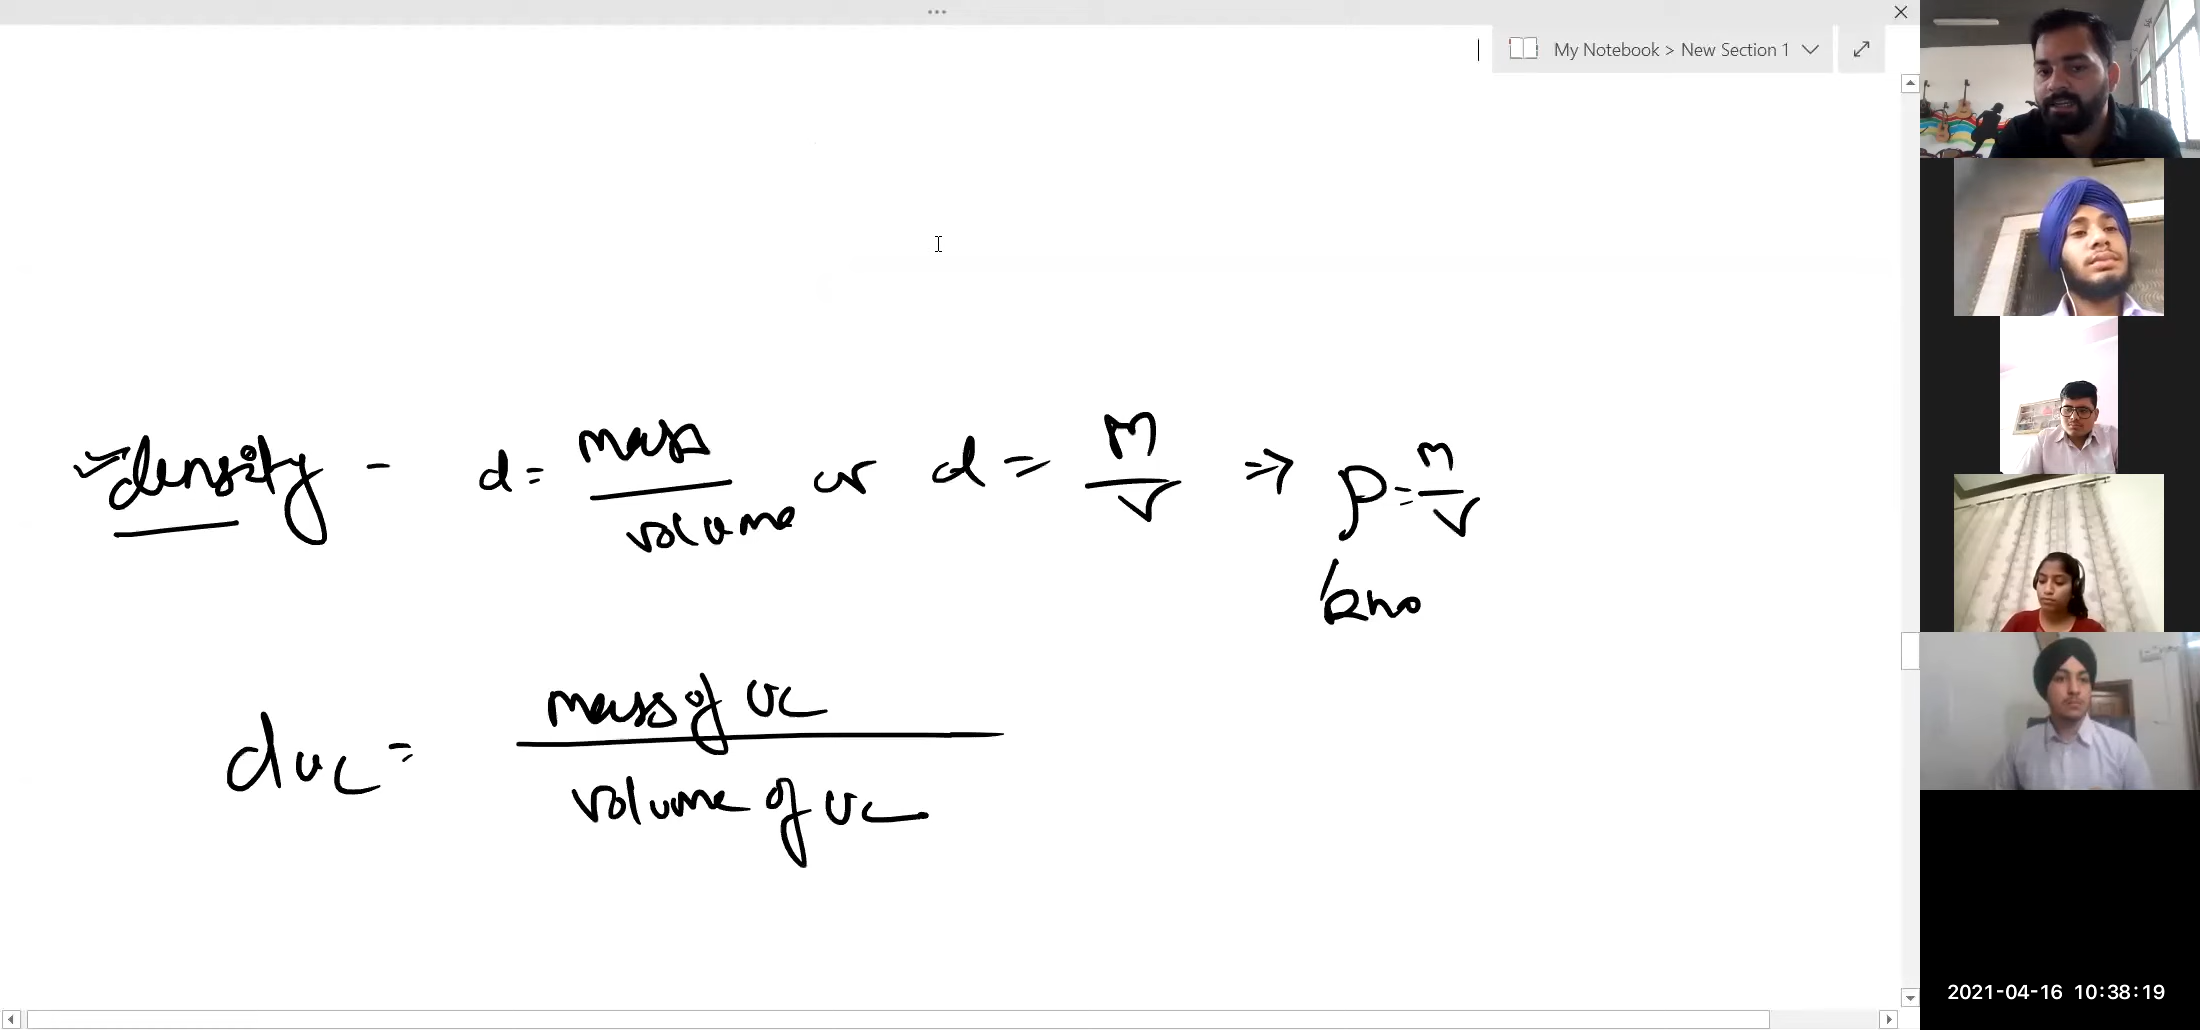 My Notebook > New Section 1
density - d = mass / volume or d = M / V ⇒ ρ = m / V
rho
duc = mass of uc / volume of uc
2021-04-16 10:38:19